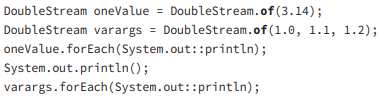 DoubleStream oneValue = DoubleStream.of(3.14);
DoubleStream varargs = DoubleStream.of(1.0, 1.1, 1.2);
oneValue.forEach(System.out::println);
System.out.println();
varargs.forEach(System.out::println);